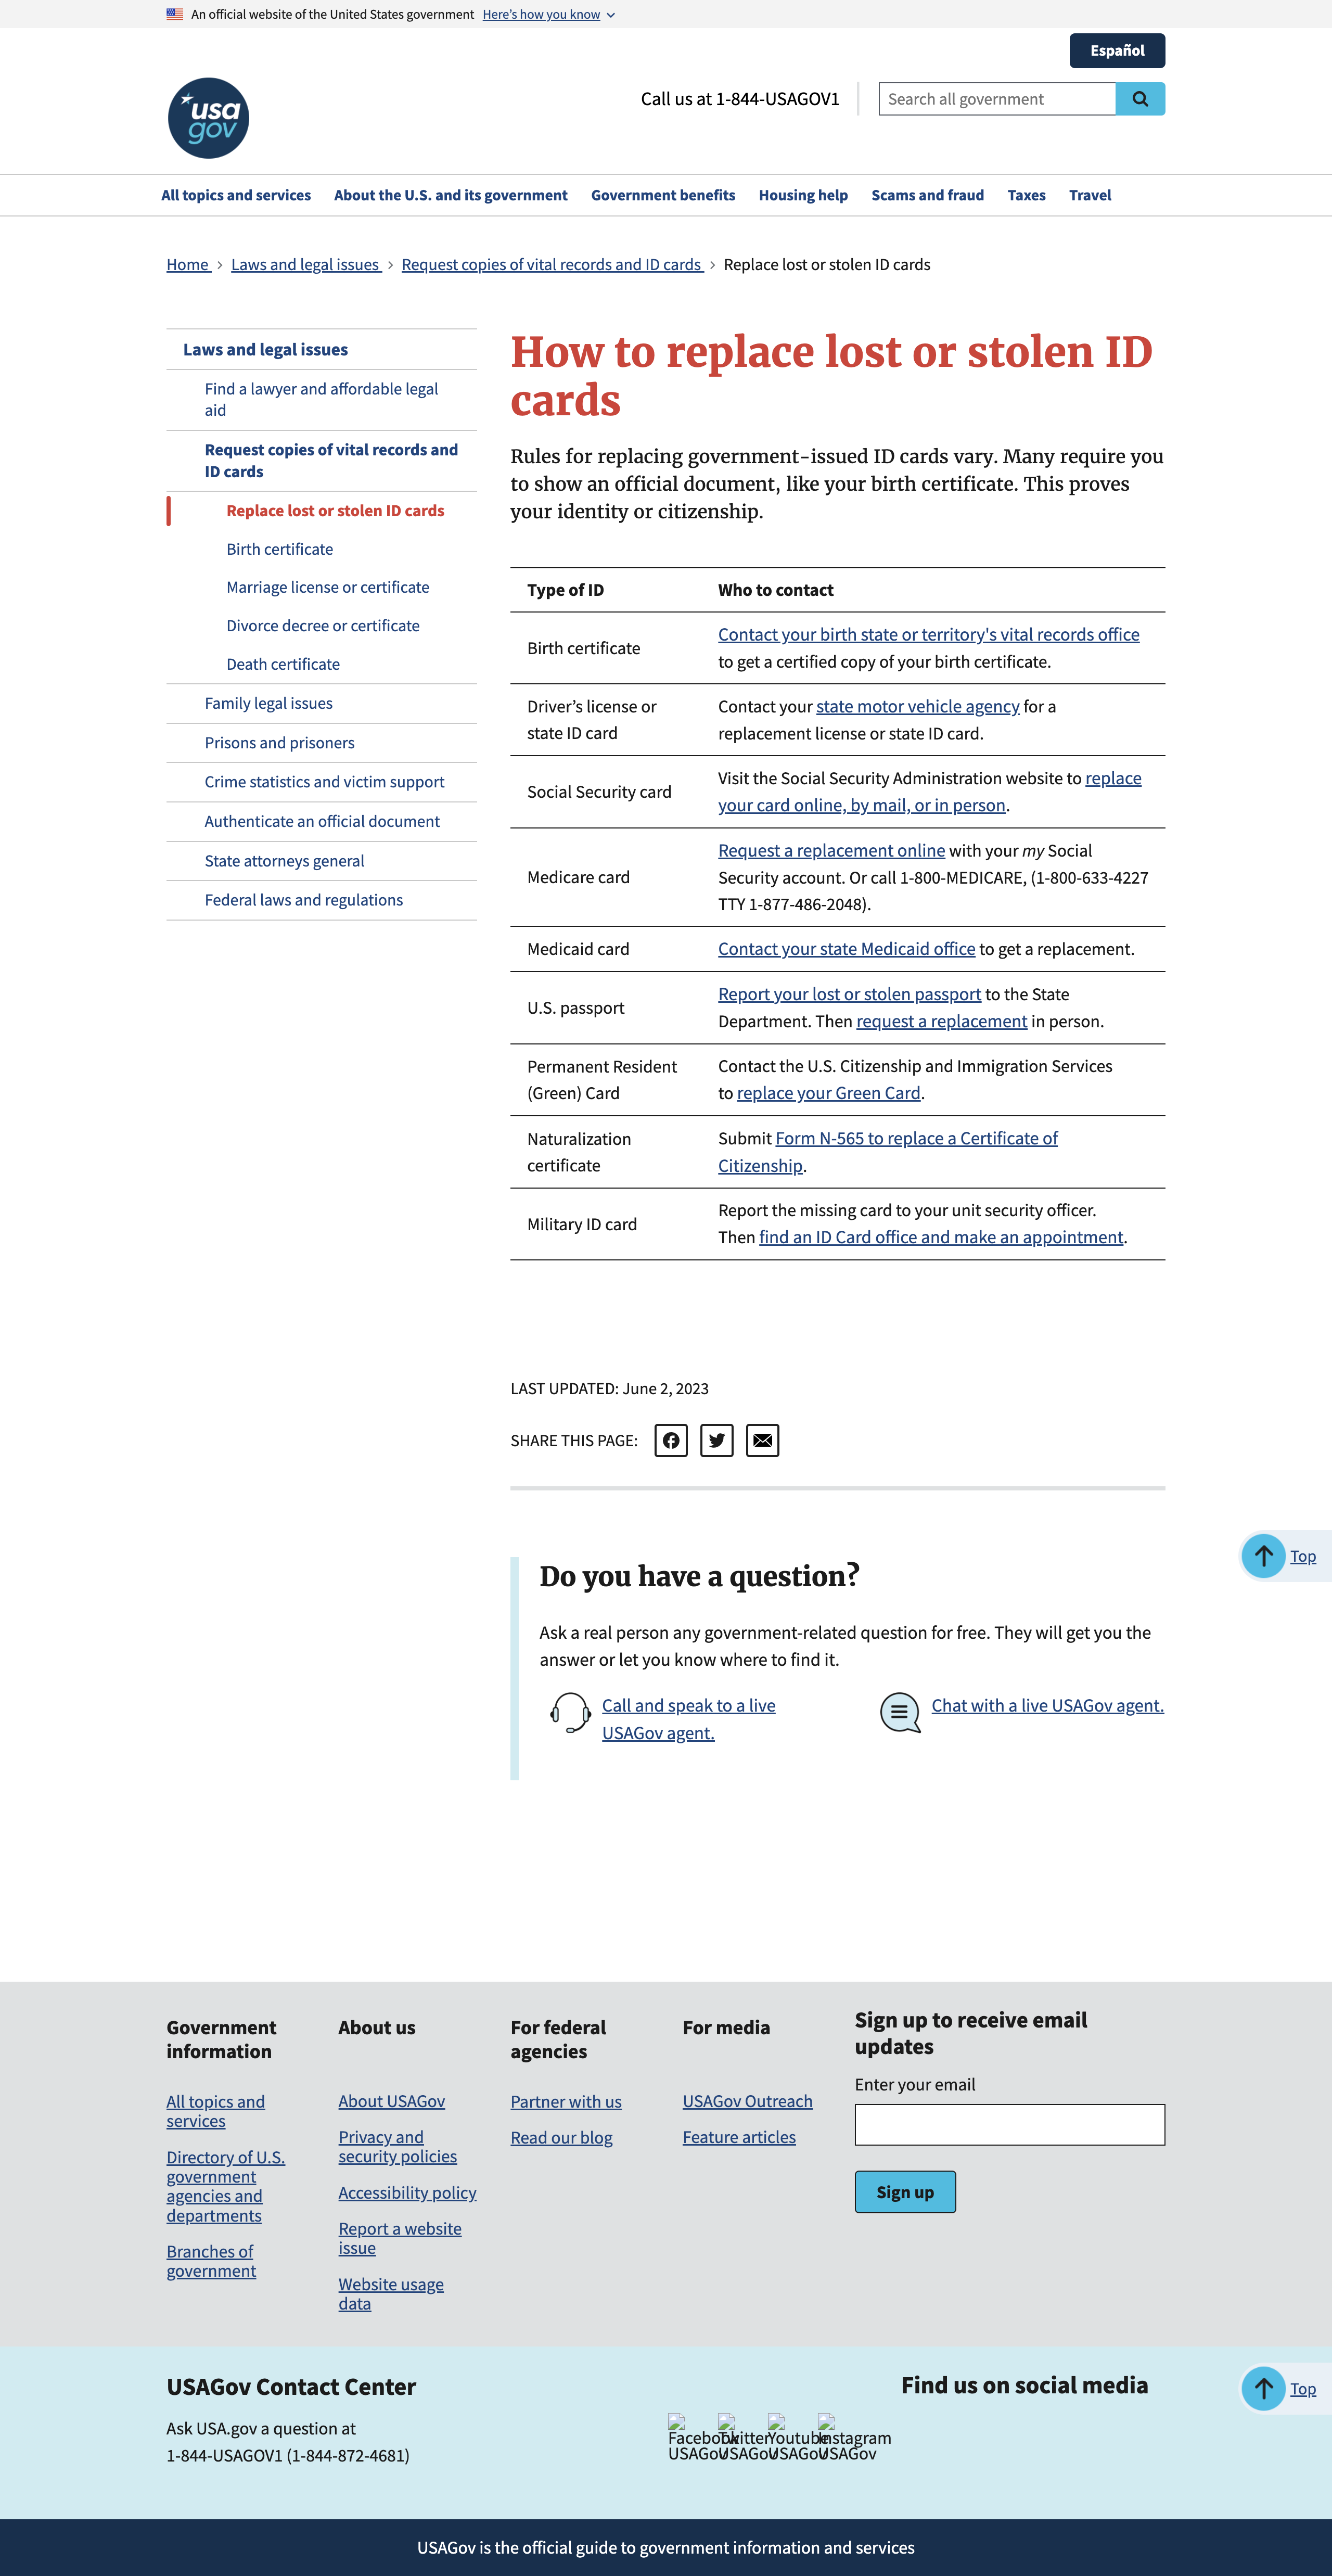 An official website of the United States government Here's how you know
Español
usa
gov
Call us at 1-844-USAGOV1
Search all government
All topics and services About the U.S. and its government Government benefits Housing help Scams and fraud Taxes Travel
Home Laws and legal issues Request copies of vital records and ID cards Replace lost or stolen ID cards
Laws and legal issues
Find a lawyer and affordable legal
aid
Request copies of vital records and
ID cards
Replace lost or stolen ID cards
Birth certificate
Marriage license or certificate
Divorce decree or certificate
Death certificate
Family legal issues
Prisons and prisoners
Crime statistics and victim support
Authenticate an official document
State attorneys general
Federal laws and regulations
How to replace lost or stolen ID
cards
Rules for replacing government-issued ID cards vary. Many require you
to show an official document, like your birth certificate. This proves
your identity or citizenship.
Type of ID Who to contact
Birth certificate
Contact your birth state or territory's vital records office
to get a certified copy of your birth certificate.
Driver's license or
state ID card
Contact your state motor vehicle agency for a
replacement license or state ID card.
Social Security card
Visit the Social Security Administration website to replace
your card online, by mail, or in person.
Medicare card
Request a replacement online with your my Social
Security account. Or call 1-800-MEDICARE, (1-800-633-4227
TTY 1-877-486-2048).
Medicaid card
Contact your state Medicaid office to get a replacement.
U.S. passport
Report your lost or stolen passport to the State
Department. Then request a replacement in person.
Permanent Resident
(Green) Card
Contact the U.S. Citizenship and Immigration Services
to replace your Green Card.
Naturalization
certificate
Submit Form N-565 to replace a Certificate of
Citizenship.
Military ID card
Report the missing card to your unit security officer.
Then find an ID Card office and make an appointment.
LAST UPDATED: June 2, 2023
SHARE THIS PAGE:
Top
Do you have a question?
Ask a real person any government-related question for free. They will get you the
answer or let you know where to find it.
Call and speak to a live
USAGov agent.
Chat with a live USAGov agent.
Government
information
All topics and
services
Directory of U.S.
government
agencies and
departments
Branches of
government
About us
About USAGov
Privacy and
security policies
Accessibility policy
Report a website
issue
Website usage
data
For federal
agencies
Partner with us
Read our blog
For media
USAGov Outreach
Feature articles
Sign up to receive email
updates
Enter your email
Sign up
USAGov Contact Center
Ask USA.gov a question at
1-844-USAGOV1 (1-844-872-4681)
Find us on social media
Facebook Twitter Youtube Instagram
USAGov USAGov USAGov USAGov
Top
USAGov is the official guide to government information and services